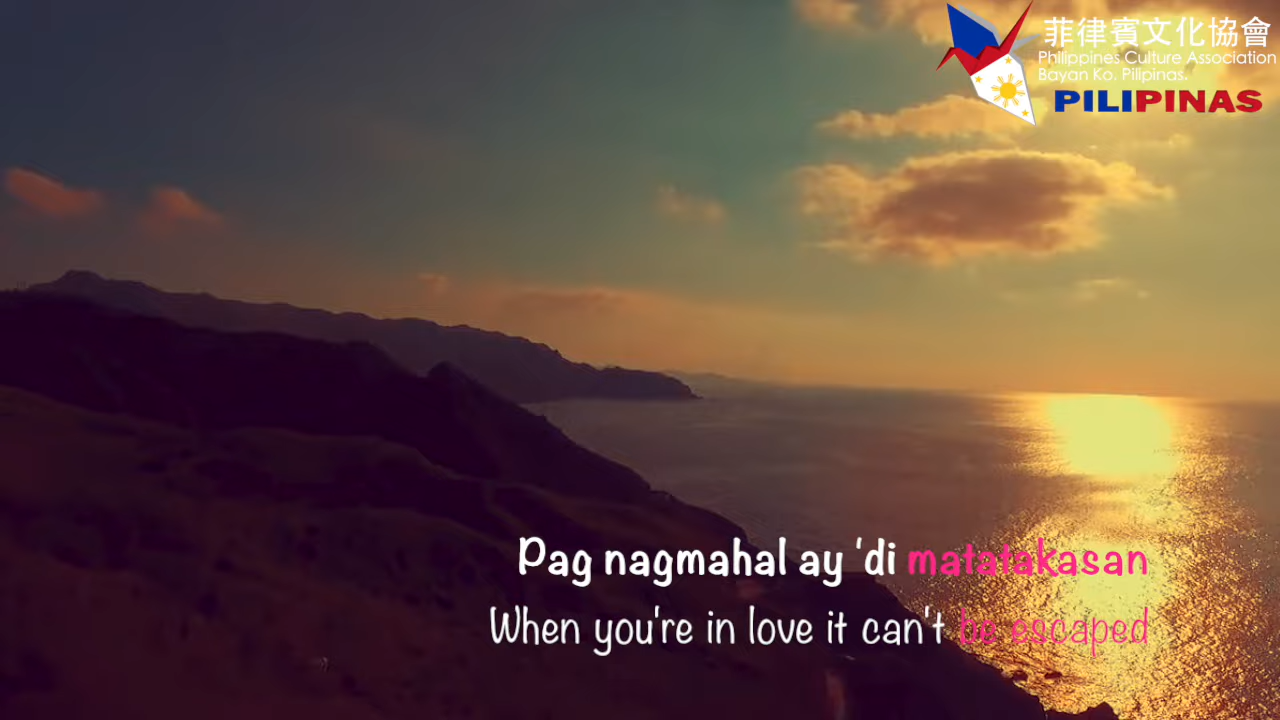 菲律賓文化協會
Philippines Culture Association
Bayan Ko. Pilipinas.
PILIPINAS
Pag nagmahal ay ‘di matatakasan
When you're in love it can't be escaped